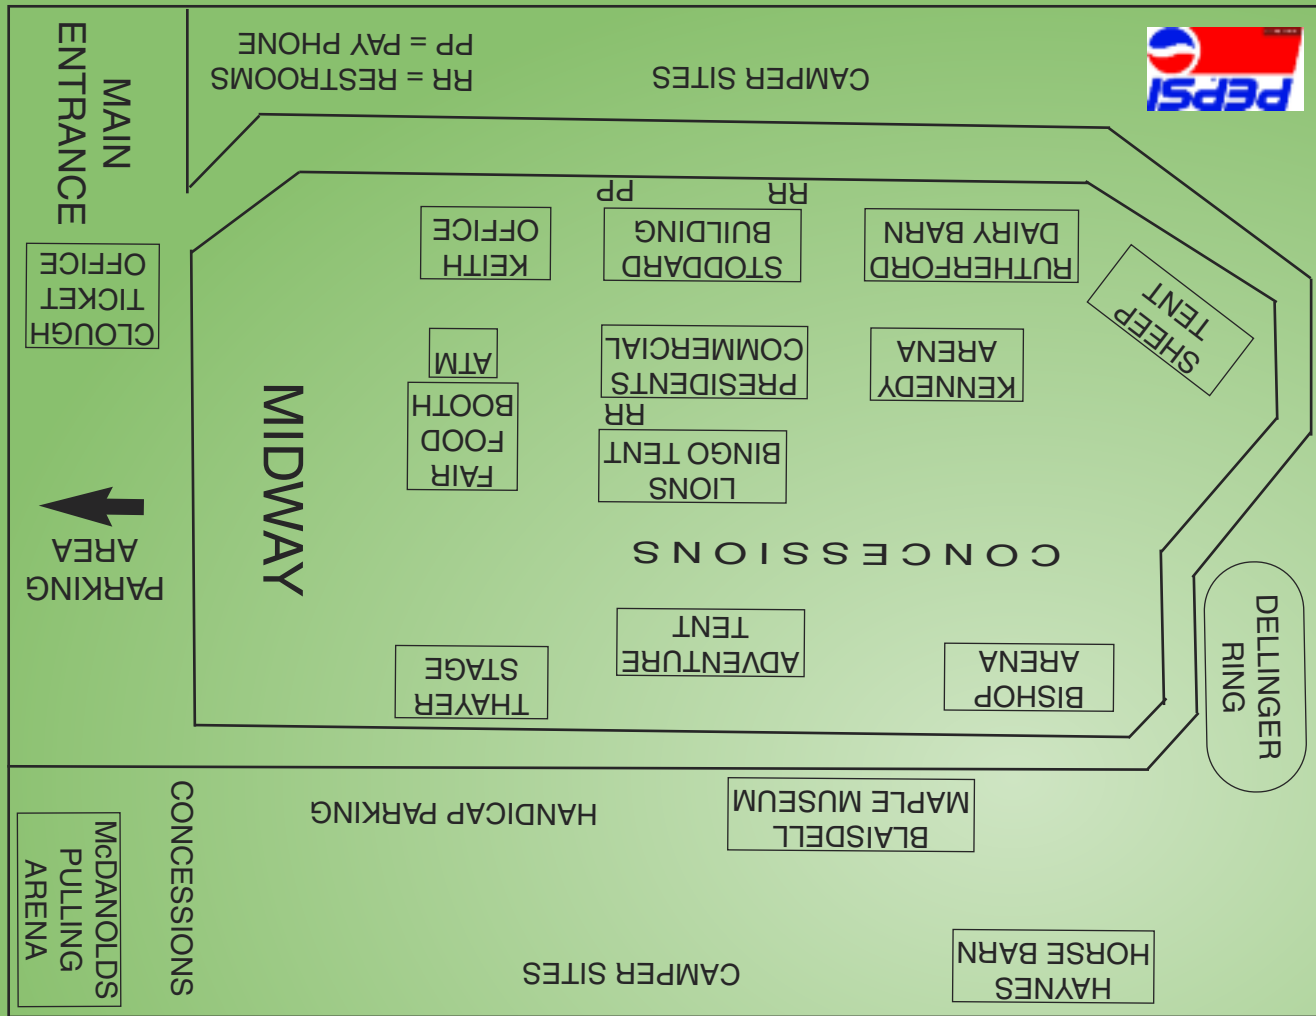 HAYNES
HORSE BARN
CAMPER SITES
CONCESSIONS
McDANOLDS
PULLING
ARENA
BLAISDELL
MAPLE MUSEUM
HANDICAP PARKING
DELLINGER
RING
BISHOP
ARENA
ADVENTURE
TENT
THAYER
STAGE
PARKING
AREA
CONCESSIONS
MIDWAY
LIONS
BINGO TENT
RR
FAIR
FOOD
BOOTH
KENNEDY
ARENA
PRESIDENTS
COMMERCIAL
ATM
SHEEP
TENT
CLOUGH
TICKET
OFFICE
RUTHERFORD
DAIRY BARN
STODDARD
BUILDING
KEITH
OFFICE
RR
PP
MAIN
ENTRANCE
PEPSI
CAMPER SITES
RR = RESTROOMS
PP = PAY PHONE